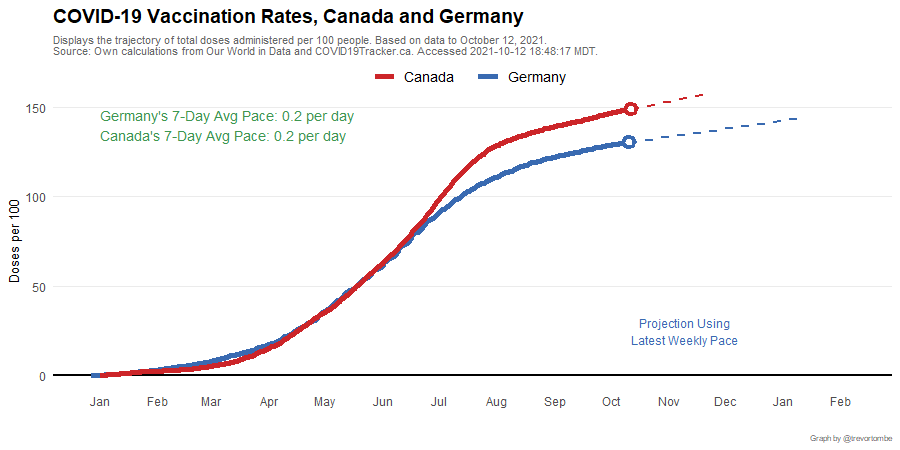 COVID-19 Vaccination Rates, Canada and Germany
Displays the trajectory of total doses administered per 100 people. Based on data to October 12, 2021.
Source: Own calculations from Our World in Data and COVID19Tracker.ca. Accessed 2021-10-12 18:48:17 MDT.
Canada Germany
Germany's 7-Day Avg Pace: 0.2 per day
Canada's 7-Day Avg Pace: 0.2 per day
150
100
50
0
Doses per 100
Projection Using
Latest Weekly Pace
Jan Feb Mar Apr May Jun Jul Aug Sep Oct Nov Dec Jan Feb
Graph by @trevortombe